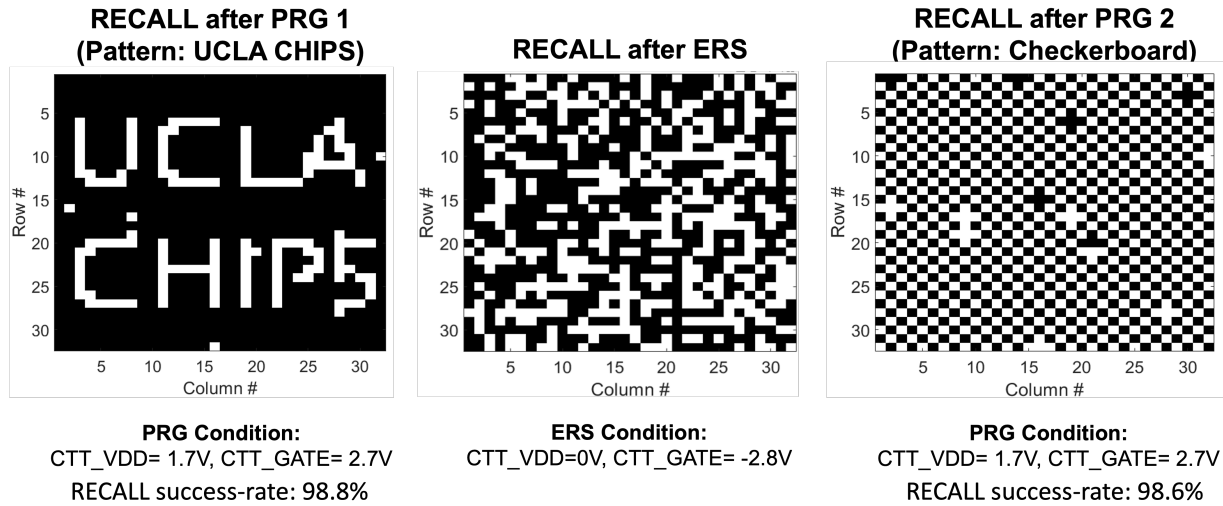 RECALL after PRG 1
(Pattern: UCLA CHIPS)
5
10
15
20
25
30
Row #
UCLA
CHIPS
5
10
15
20
25
30
Column #
PRG Condition:
CTT_VDD= 1.7V, CTT_GATE= 2.7V
RECALL success-rate: 98.8%
RECALL after ERS
5
10
15
20
25
30
Row #
5
10
15
20
25
30
Column #
ERS Condition:
CTT_VDD=0V, CTT_GATE= -2.8V
RECALL after PRG 2
(Pattern: Checkerboard)
5
10
15
20
25
30
Row #
5
10
15
20
25
30
Column #
PRG Condition:
CTT_VDD= 1.7V, CTT_GATE= 2.7V
RECALL success-rate: 98.6%